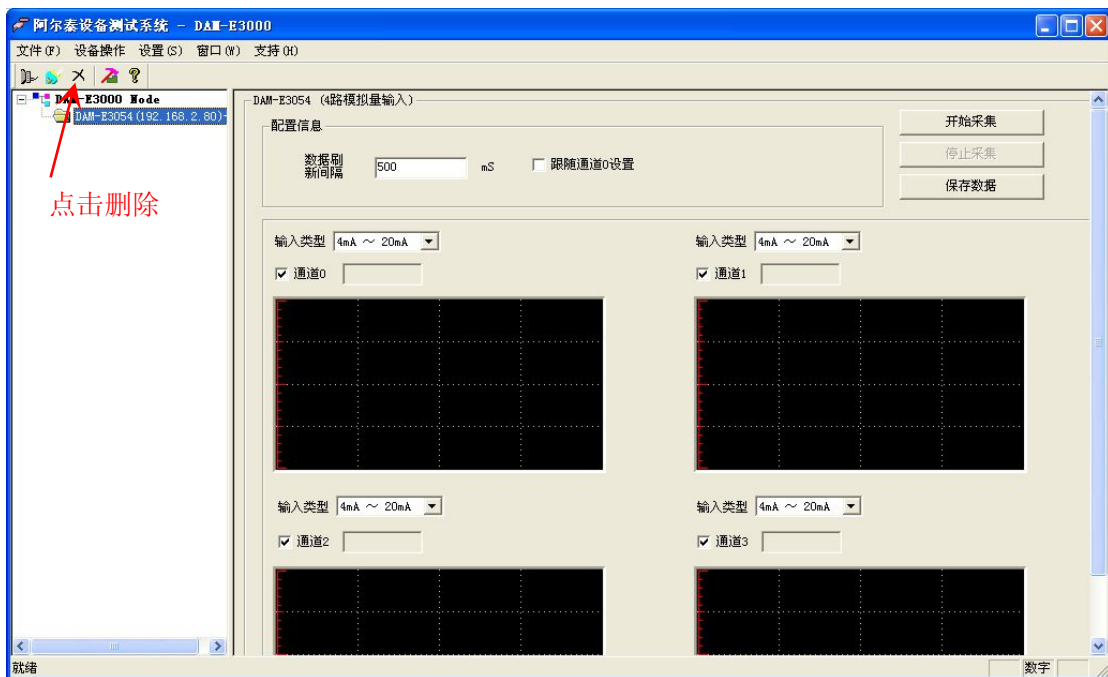 阿尔泰设备测试系统 - DAM-E3000
文件(F) 设备操作 设置(S) 窗口(W) 支持(H)
DAM-E3000 Node
DAM-E3054(192.168.2.80)-
点击删除
DAM-E3054 (4路模拟量输入)
配置信息
数据刷
新间隔
500 mS 跟随通道0设置
开始采集
停止采集
保存数据
输入类型 4mA ～ 20mA
通道0
输入类型 4mA ～ 20mA
通道1
输入类型 4mA ～ 20mA
通道2
输入类型 4mA ～ 20mA
通道3
就绪
数字